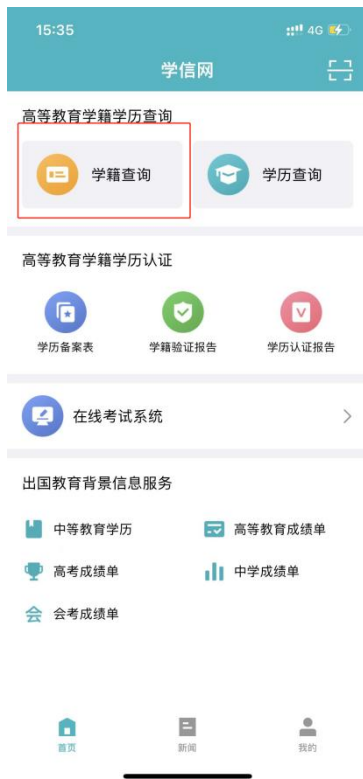 15:35 4G
学信网
高等教育学籍学历查询
学籍查询 学历查询
高等教育学籍学历认证
学历备案表 学籍验证报告 学历认证报告
在线考试系统
出国教育背景信息服务
中等教育学历 高等教育成绩单
高考成绩单 中学成绩单
会 会考成绩单
首页 新闻 我的